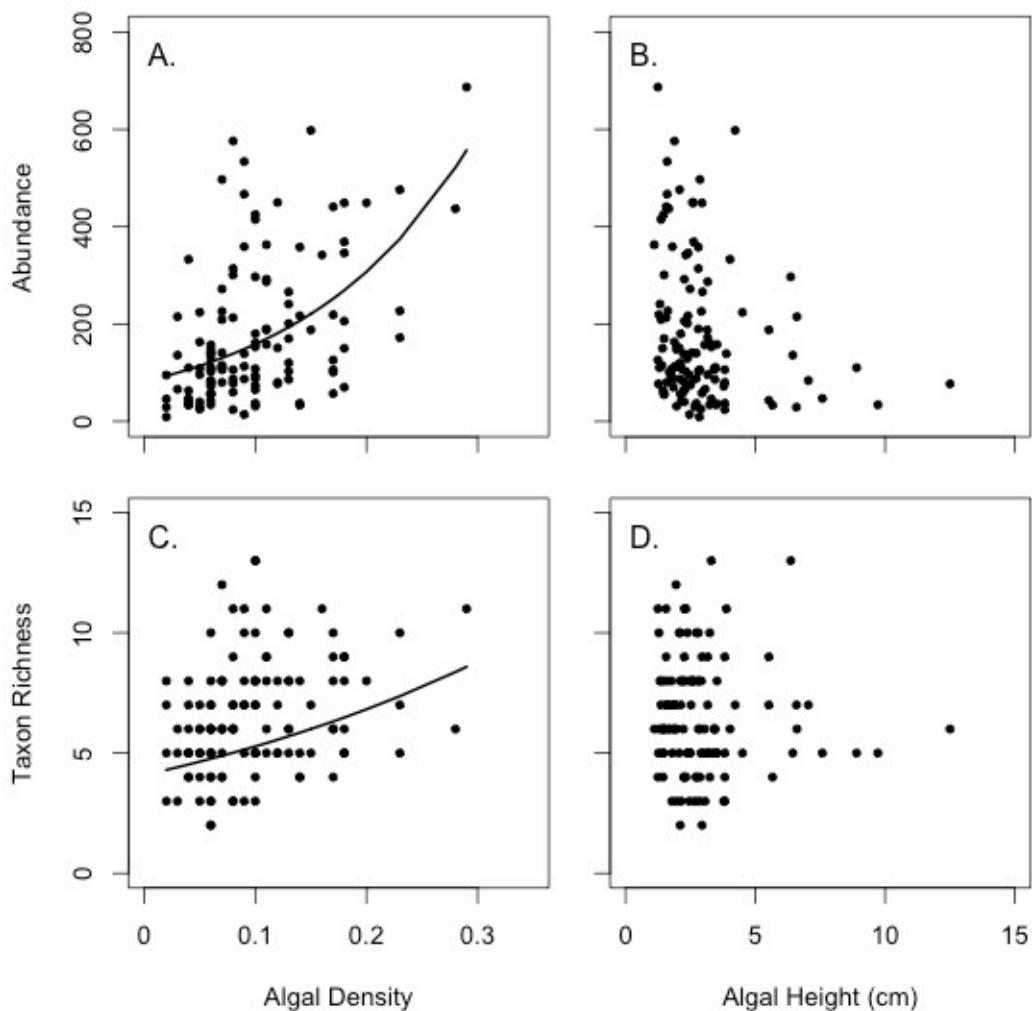 A.
B.
800
600
400
200
0
Abundance
C.
D.
15
10
5
0
Taxon Richness
0 0.1 0.2 0.3
0 5 10 15
Algal Density
Algal Height (cm)